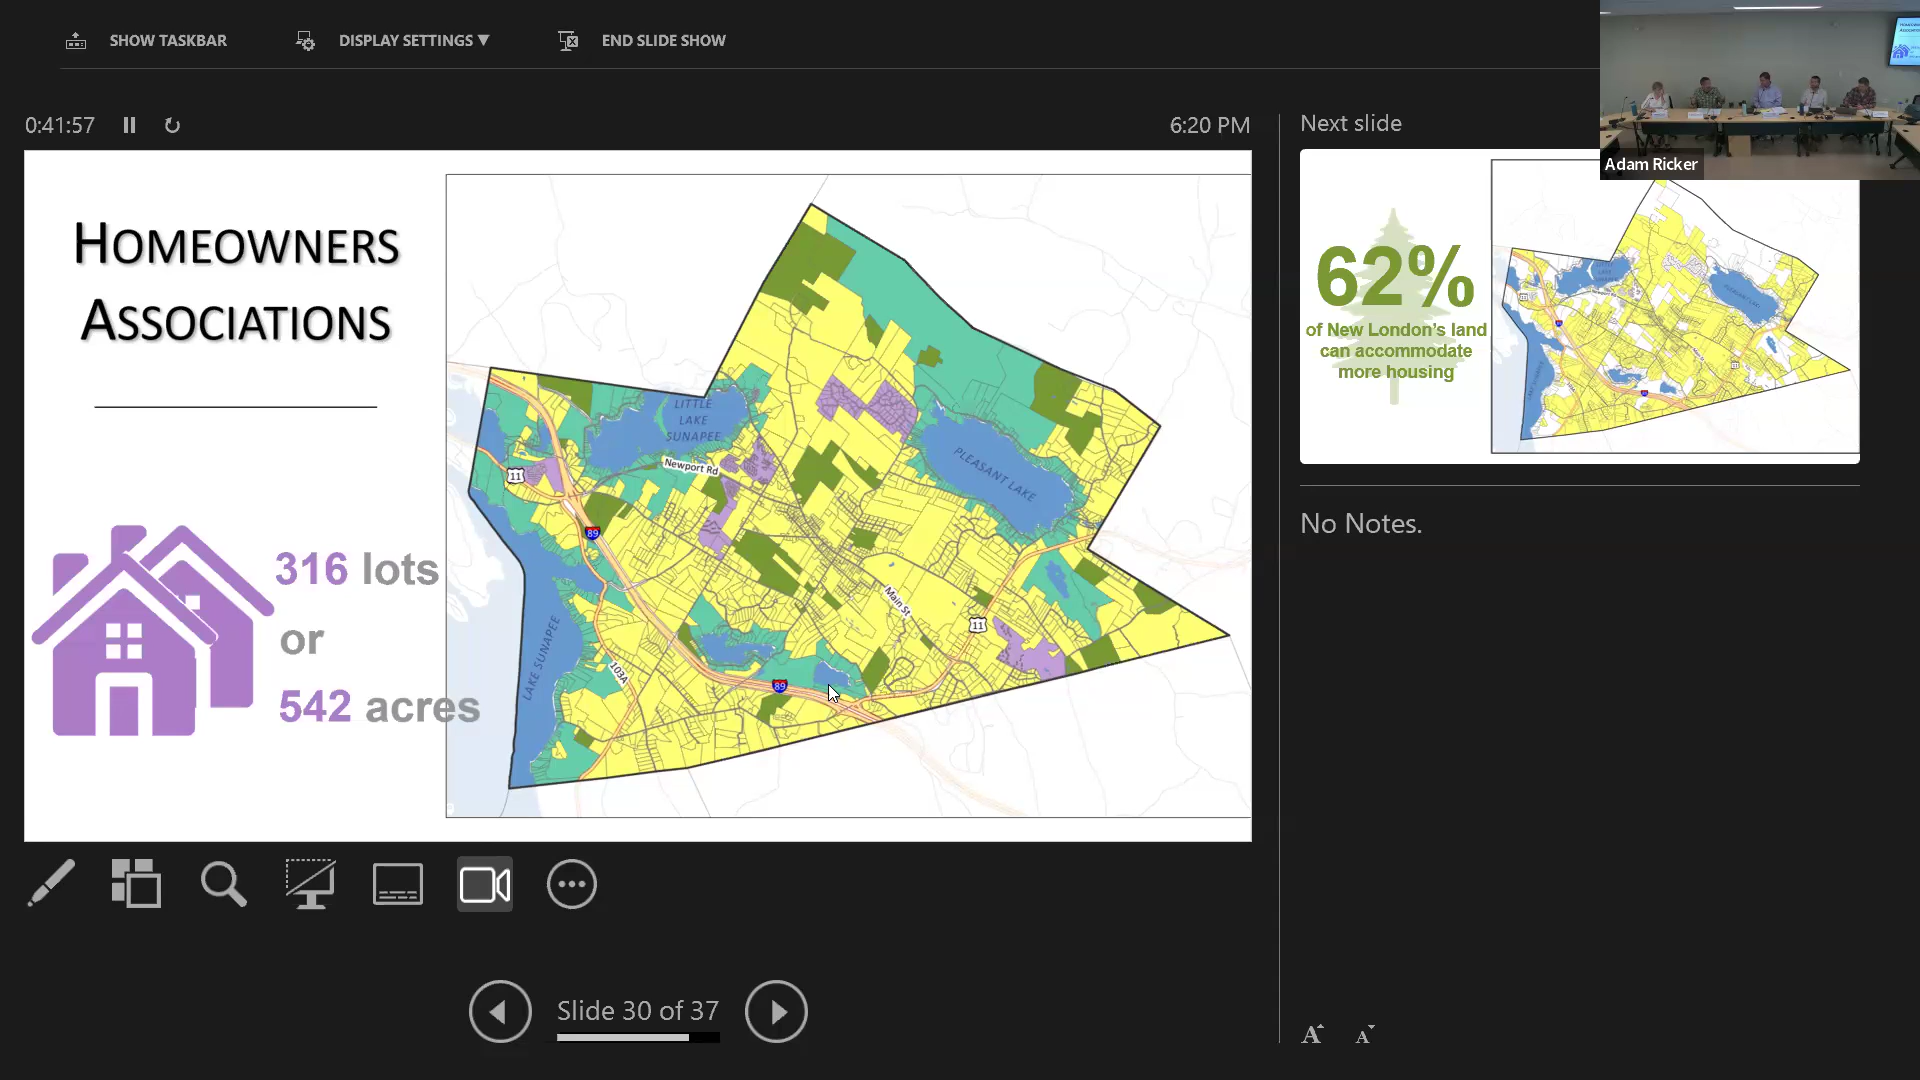 SHOW TASKBAR
DISPLAY SETTINGS ▼
END SLIDE SHOW
Adam Ricker
0:41:57
6:20 PM
Next slide
HOMEOWNERS
ASSOCIATIONS
316 lots
or
542 acres
LITTLE
LAKE
SUNAPEE
Newport Rd
PLEASANT LAKE
11
89
Main St
11
LAKE SUNAPEE
103A
89
62%
of New London's land
can accommodate
more housing
No Notes.
Slide 30 of 37
A
A